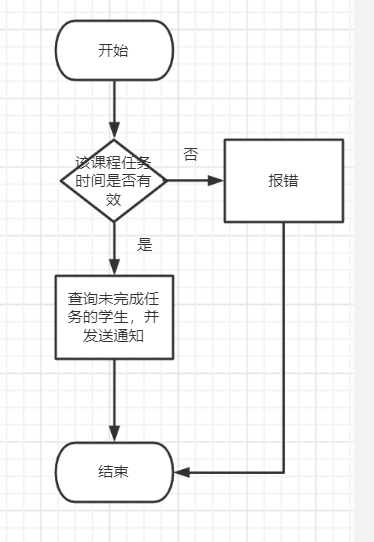 开始
该课程任务
时间是否有
效
否
报错
是
查询未完成任
务的学生，并
发送通知
结束